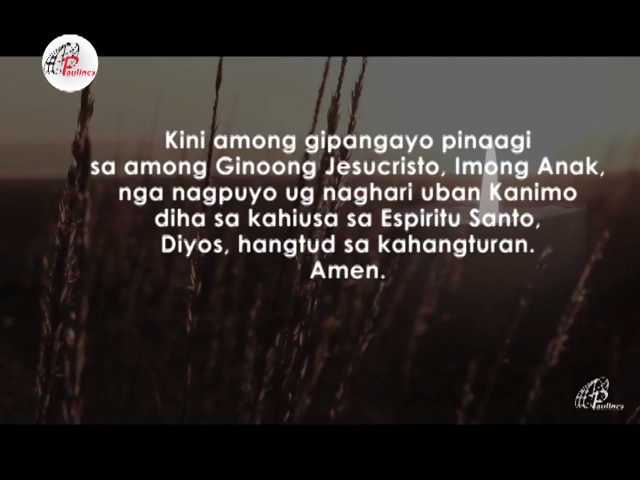 Paulines
Kini among gipangayo pinaagi
sa among Ginoong Jesucristo, Imong Anak,
nga nagpuyo ug naghari uban Kanimo
diha sa kahiusa sa Espiritu Santo,
Diyos, hangtud sa kahangturan.
Amen.
Paulines